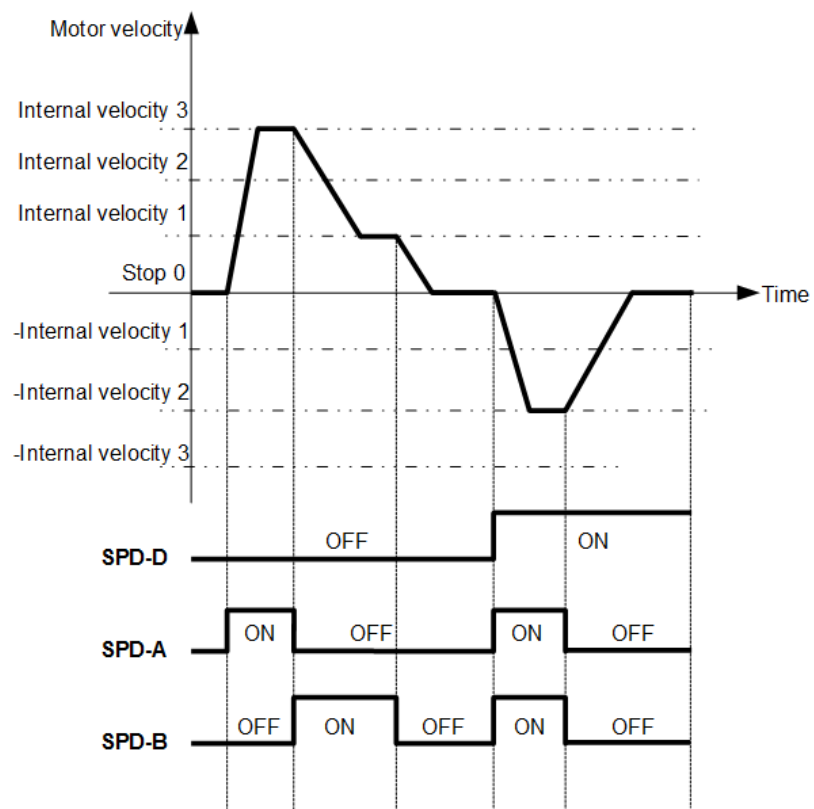 Motor velocity
Internal velocity 3
Internal velocity 2
Internal velocity 1
Stop 0
Time
-Internal velocity 1
-Internal velocity 2
-Internal velocity 3
SPD-D OFF ON
SPD-A ON OFF ON OFF
SPD-B OFF ON OFF ON OFF